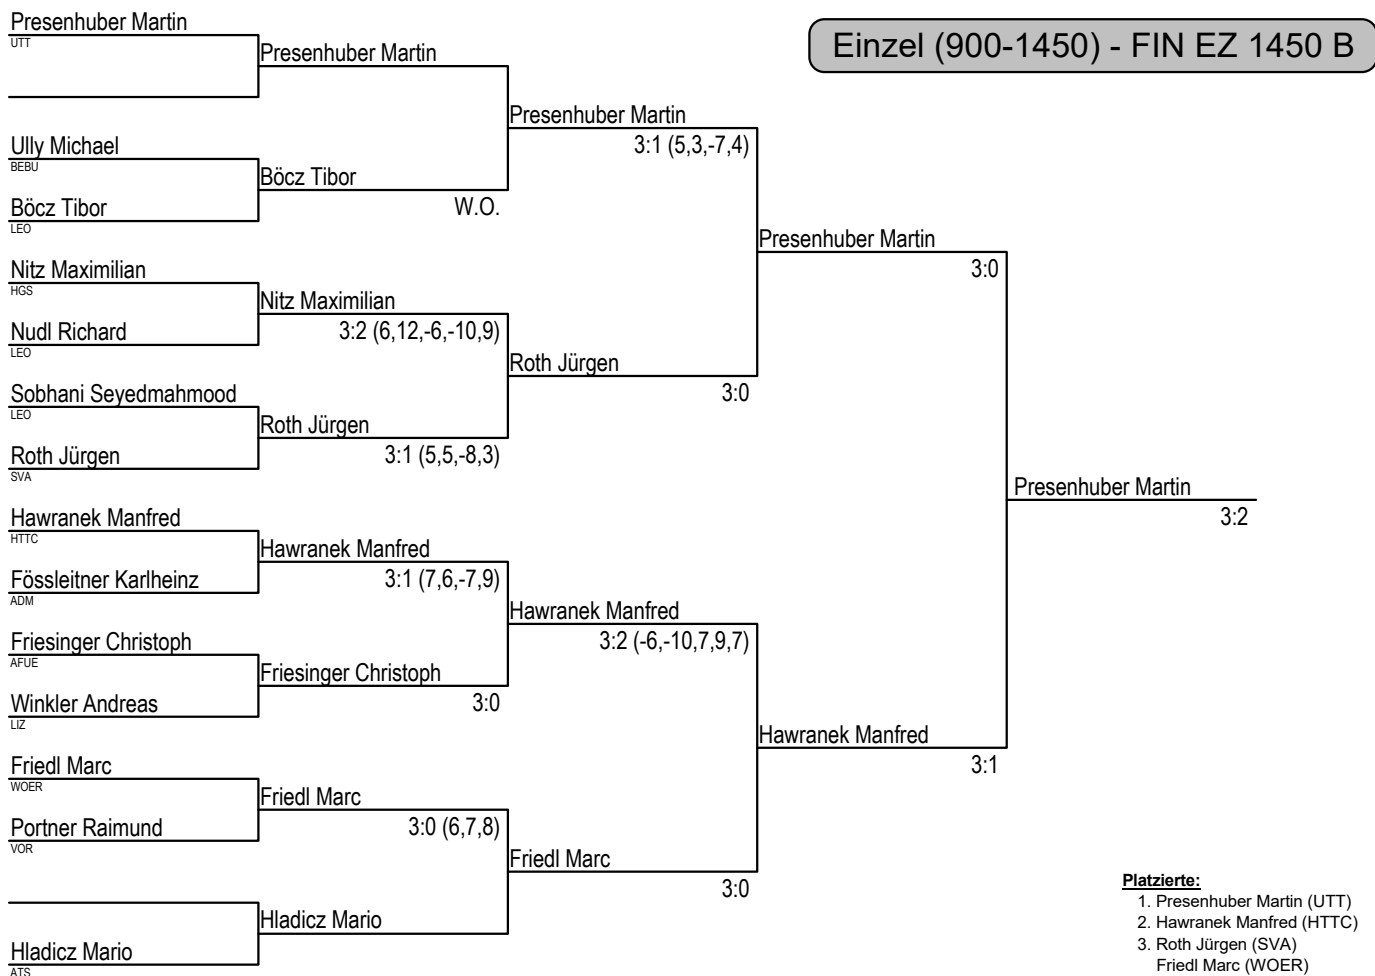 Einzel (900-1450) - FIN EZ 1450 B
Presenhuber Martin
UTT
Ully Michael
BEBU
Böcz Tibor
LEO
Nitz Maximilian
HGS
Nudl Richard
LEO
Sobhani Seyedmahmood
LEO
Roth Jürgen
SVA
Hawranek Manfred
HTTC
Fössleitner Karlheinz
ADM
Friesinger Christoph
AFUE
Winkler Andreas
LIZ
Friedl Marc
WOER
Portner Raimund
VOR
Hladicz Mario
ATS
Presenhuber Martin
Böcz Tibor
W.O.
Nitz Maximilian
3:2 (6,12,-6,-10,9)
Roth Jürgen
3:1 (5,5,-8,3)
Hawranek Manfred
3:1 (7,6,-7,9)
Friesinger Christoph
3:0
Friedl Marc
3:0 (6,7,8)
Hladicz Mario
Presenhuber Martin
3:1 (5,3,-7,4)
Roth Jürgen
3:0
Hawranek Manfred
3:2 (-6,-10,7,9,7)
Friedl Marc
3:0
Presenhuber Martin
3:0
Hawranek Manfred
3:1
Presenhuber Martin
3:2
Platzierte:
1. Presenhuber Martin (UTT)
2. Hawranek Manfred (HTTC)
3. Roth Jürgen (SVA)
Friedl Marc (WOER)